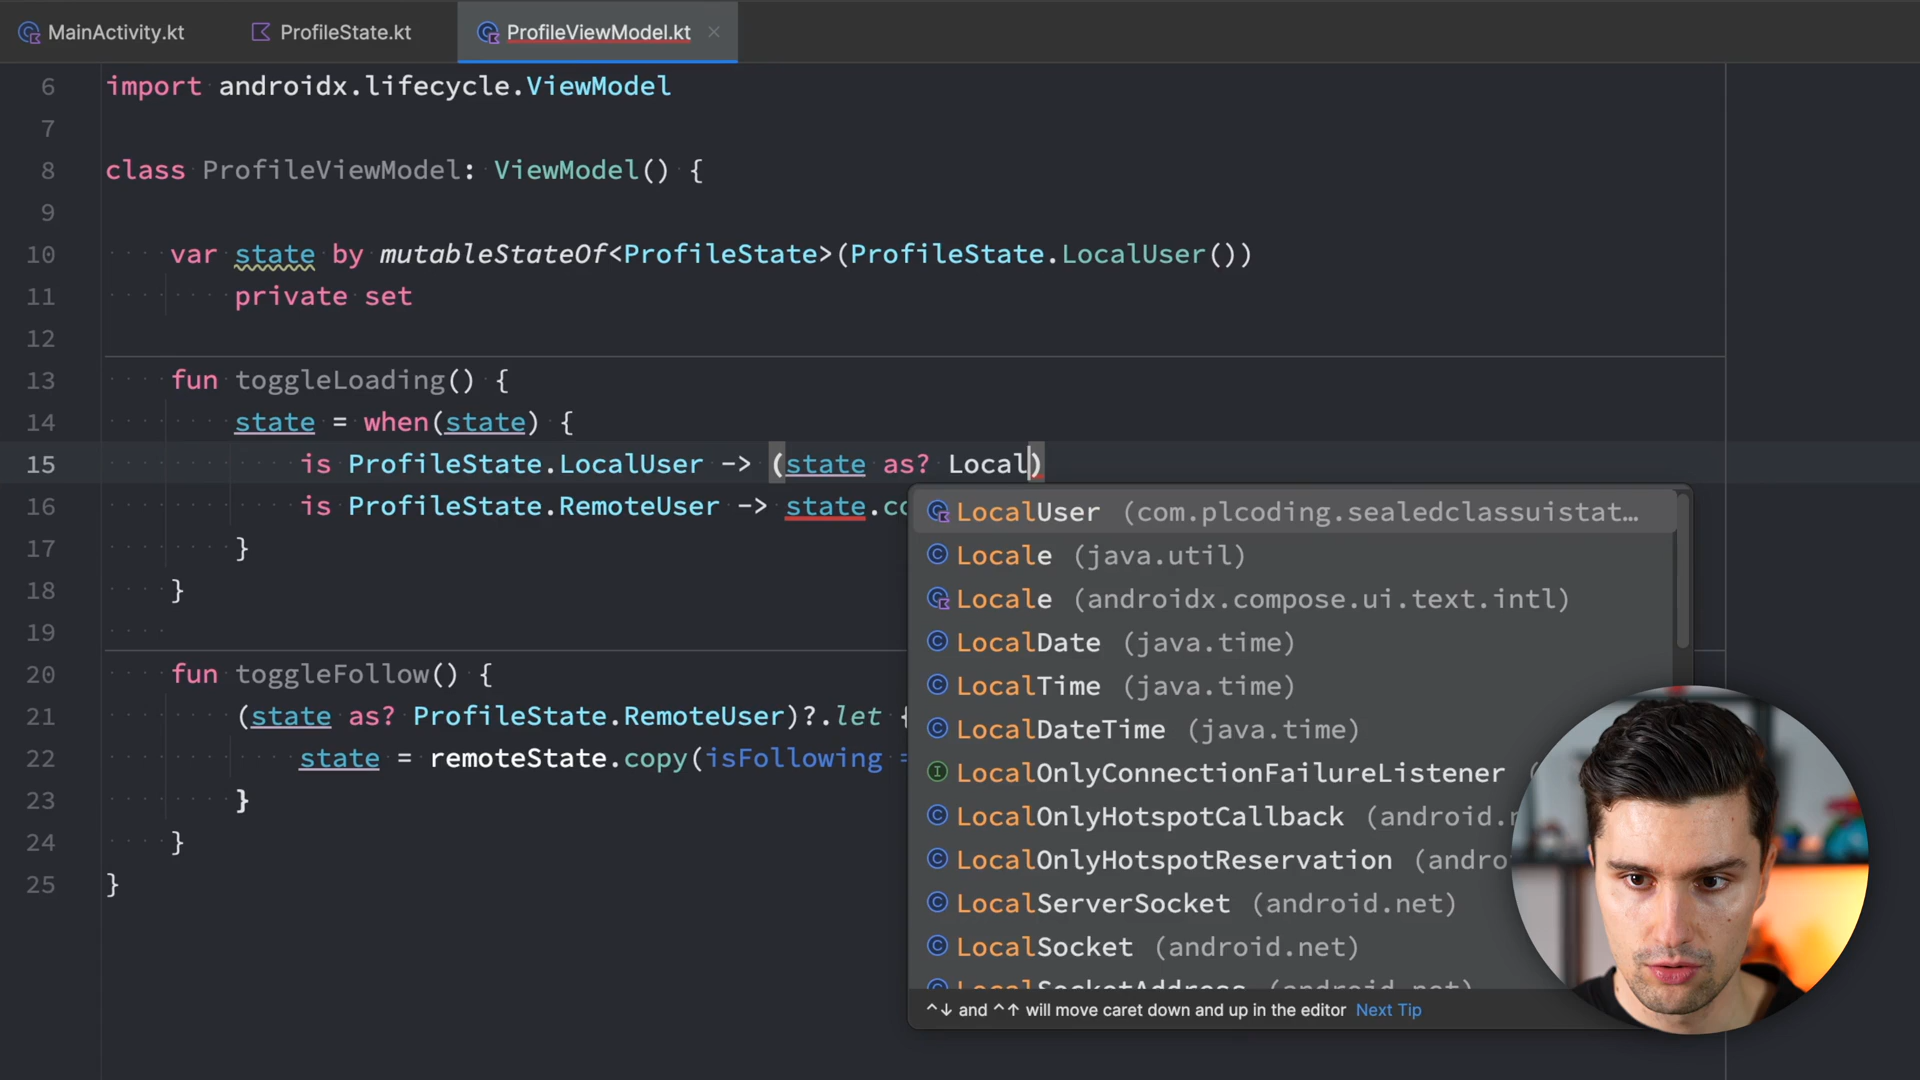 MainActivity.kt ProfileState.kt ProfileViewModel.kt
6 import androidx.lifecycle.ViewModel
7
8 class ProfileViewModel: ViewModel() {
9
10 var state by mutableStateOf<ProfileState>(ProfileState.LocalUser())
11 private set
12
13 fun toggleLoading() {
14 state = when(state) {
15 is ProfileState.LocalUser -> (state as? Local)
16 is ProfileState.RemoteUser -> state.co
17 }
18 }
19
20 fun toggleFollow() {
21 (state as? ProfileState.RemoteUser)?.let {
22 state = remoteState.copy(isFollowing =
23 }
24 }
25 }
LocalUser (com.plcoding.sealedclassuistat…
Locale (java.util)
Locale (androidx.compose.ui.text.intl)
LocalDate (java.time)
LocalTime (java.time)
LocalDateTime (java.time)
LocalOnlyConnectionFailureListener (
LocalOnlyHotspotCallback (android.n
LocalOnlyHotspotReservation (andro
LocalServerSocket (android.net)
LocalSocket (android.net)
LocalSocketAddress (android.net)
^↓ and ^↑ will move caret down and up in the editor Next Tip